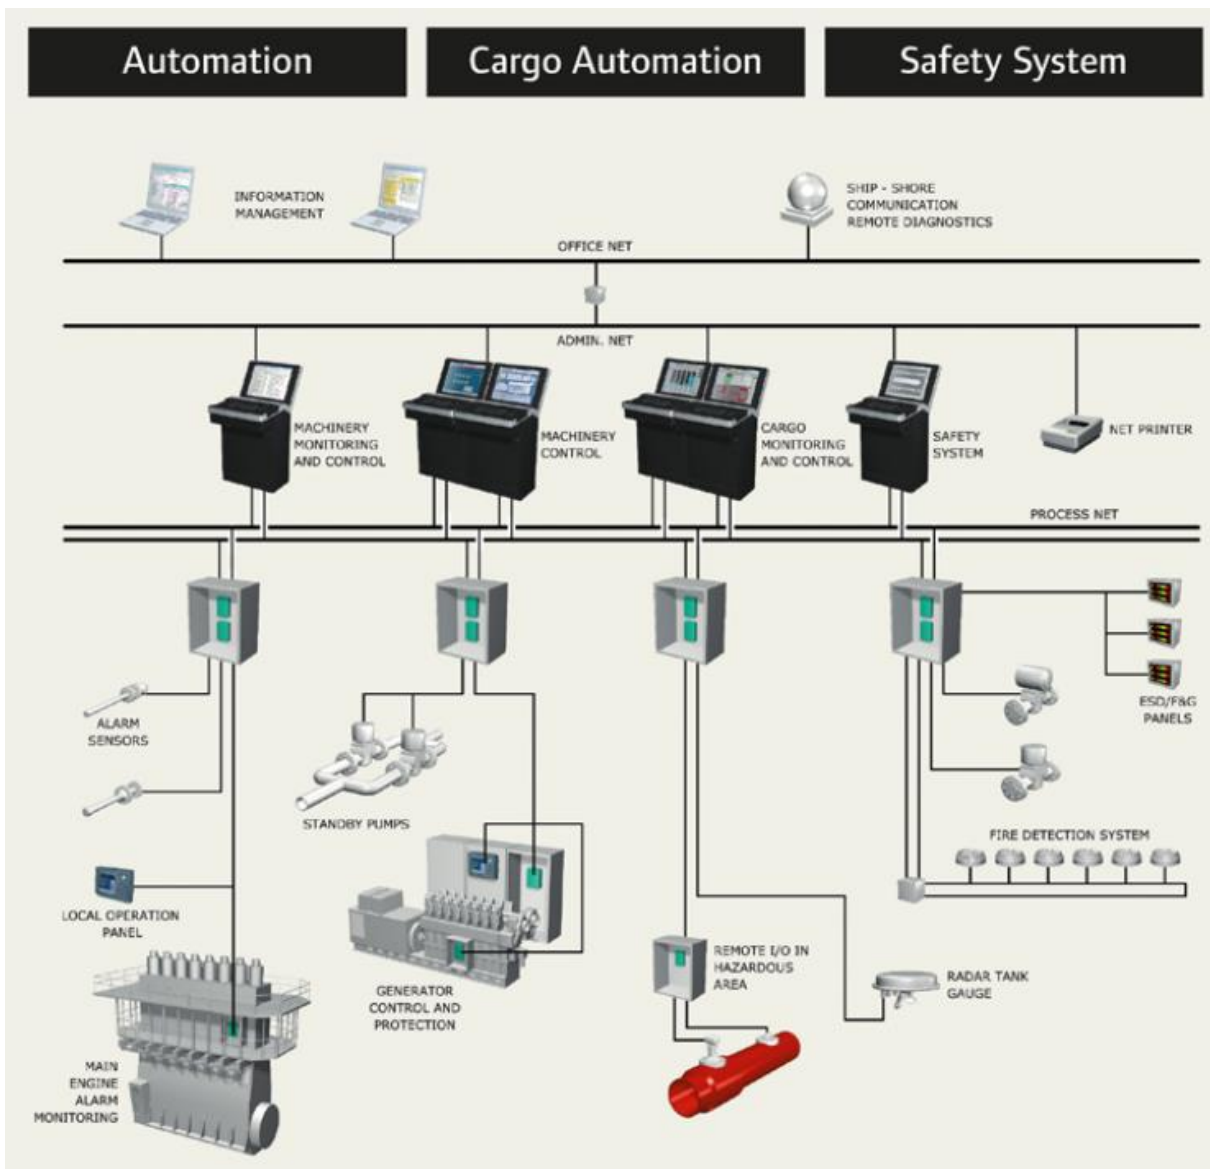 Automation
Cargo Automation
Safety System
INFORMATION
MANAGEMENT
SHIP - SHORE
COMMUNICATION
REMOTE DIAGNOSTICS
OFFICE NET
ADMIN. NET
MACHINERY
MONITORING
AND CONTROL
MACHINERY
CONTROL
CARGO
MONITORING
AND CONTROL
SAFETY
SYSTEM
NET PRINTER
PROCESS NET
ALARM
SENSORS
ESD/F&G
PANELS
STANDBY PUMPS
FIRE DETECTION SYSTEM
LOCAL OPERATION
PANEL
GENERATOR
CONTROL AND
PROTECTION
REMOTE I/O IN
HAZARDOUS
AREA
RADAR TANK
GAUGE
MAIN
ENGINE
ALARM
MONITORING